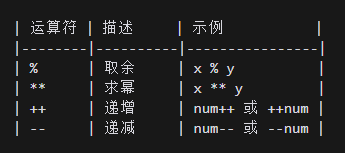 | 运算符 | 描述 | 示例 |
|--------|----------|----------------|
| % | 取余 | x % y |
| ** | 求幂 | x ** y |
| ++ | 递增 | num++ 或 ++num |
| -- | 递减 | num-- 或 --num |